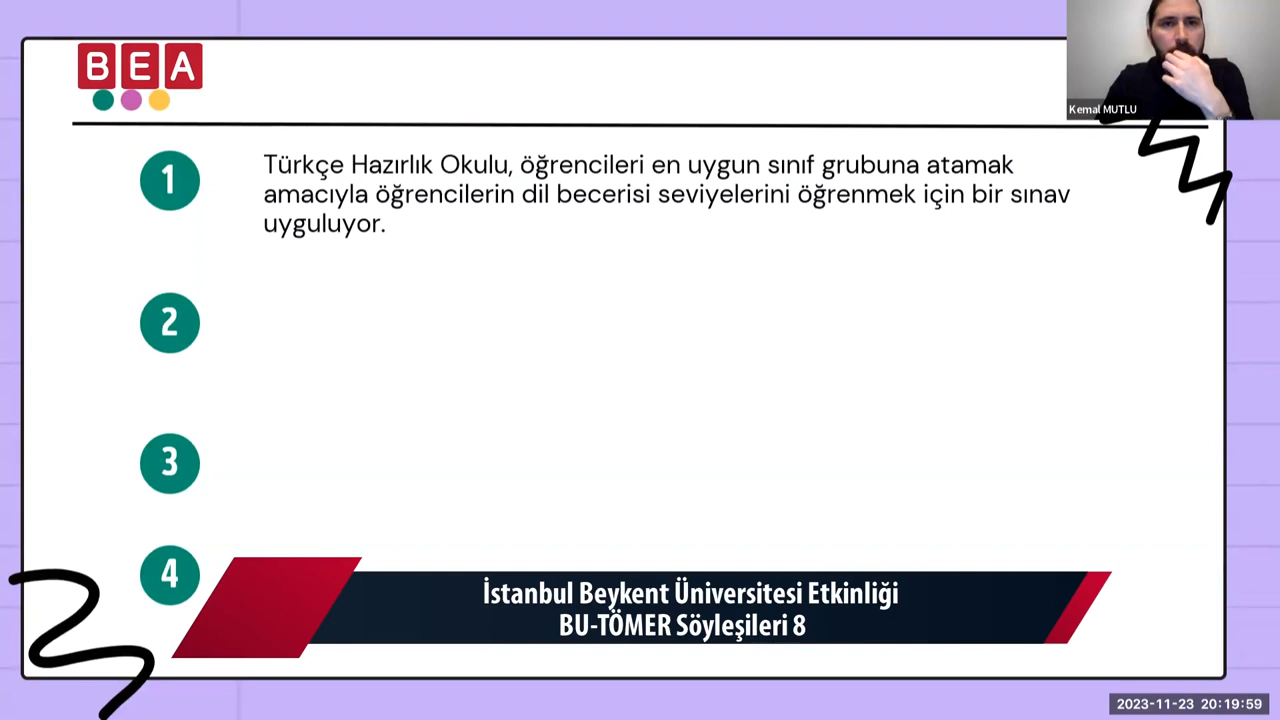 BEA
Kemal MUTLU
1
Türkçe Hazırlık Okulu, öğrencileri en uygun sınıf grubuna atamak
amacıyla öğrencilerin dil becerisi seviyelerini öğrenmek için bir sınav
uyguluyor.
2
3
4
İstanbul Beykent Üniversitesi Etkinliği
BU-TÖMER Söyleşileri 8
2023-11-23 20:19:59